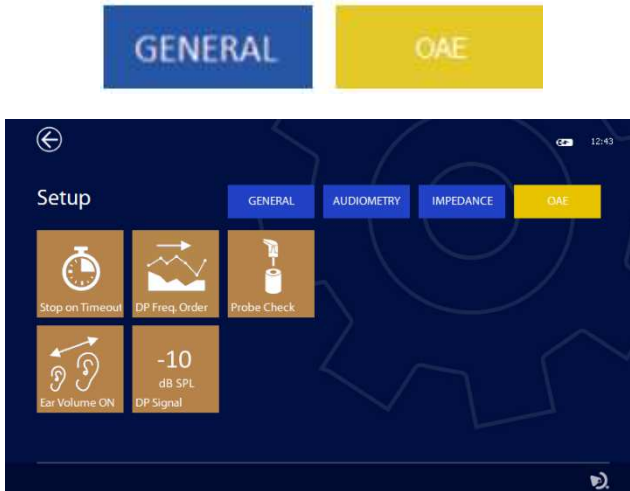 GENERAL OAE
12:43
Setup GENERAL AUDIOMETRY IMPEDANCE OAE
Stop on Timeout DP Freq. Order Probe Check
-10
dB SPL
Ear Volume ON DP Signal